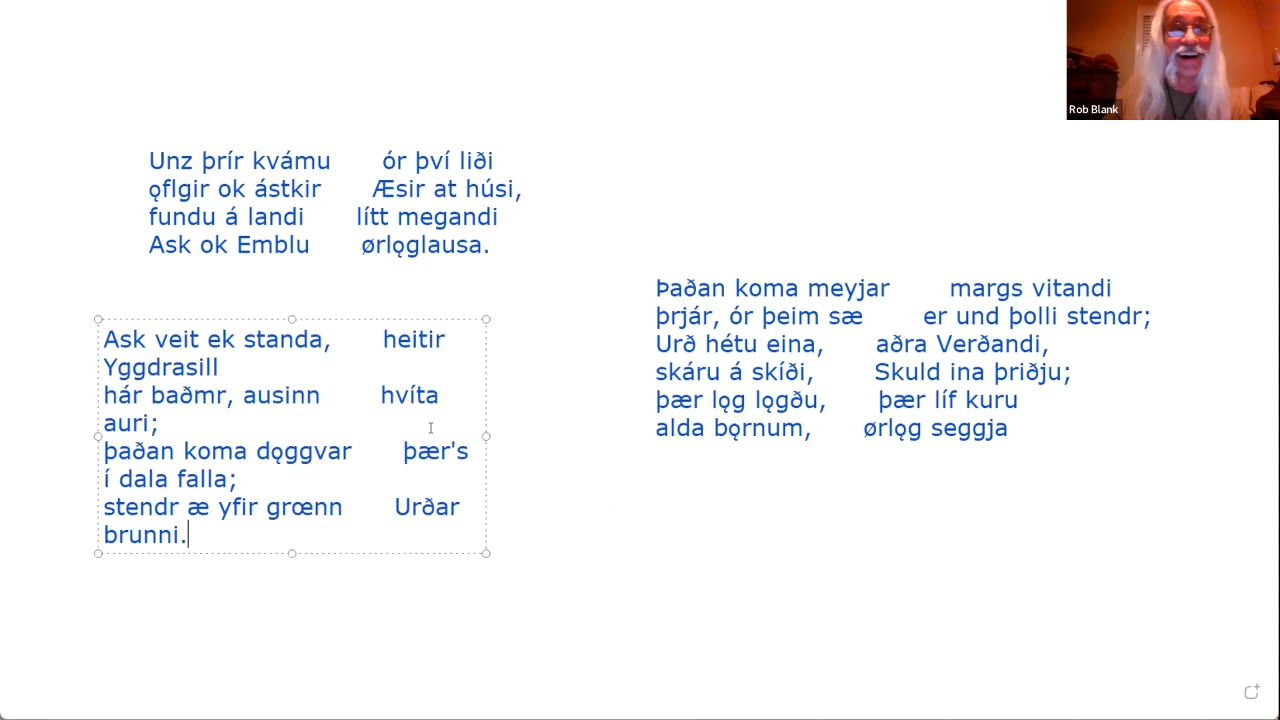 Rob Blank
Unz þrír kvámu ór því liði
ǫflgir ok ástkir Æsir at húsi,
fundu á landi lítt megandi
Ask ok Emblu ørlǫglausa.
Ask veit ek standa, heitir
Yggdrasill
hár baðmr, ausinn hvíta
auri;
þaðan koma dǫggvar þær's
í dala falla;
stendr æ yfir grœnn Urðar
brunni.
Þaðan koma meyjar margs vitandi
þrjár, ór þeim sæ er und þolli stendr;
Urð hétu eina, aðra Verðandi,
skáru á skíði, Skuld ina þriðju;
þær lǫg lǫgðu, þær líf kuru
alda bǫrnum, ørlǫg seggja